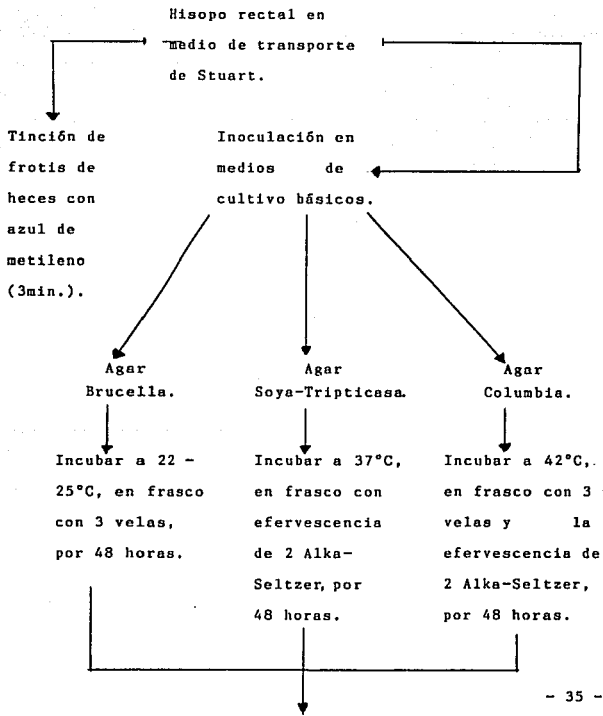 Hisopo rectal en
medio de transporte
de Stuart.
Tinción de
frotis de
heces con
azul de
metileno
(3min.).
Inoculación en
medios de
cultivo básicos.
Agar
Brucella.
Agar
Soya-Tripticasa.
Agar
Columbia.
Incubar a 22 -
25°C, en frasco
con 3 velas,
por 48 horas.
Incubar a 37°C,
en frasco con
efervescencia
de 2 Alka-
Seltzer, por
48 horas.
Incubar a 42°C,
en frasco con 3
velas y la
efervescencia de
2 Alka-Seltzer,
por 48 horas.
- 35 -